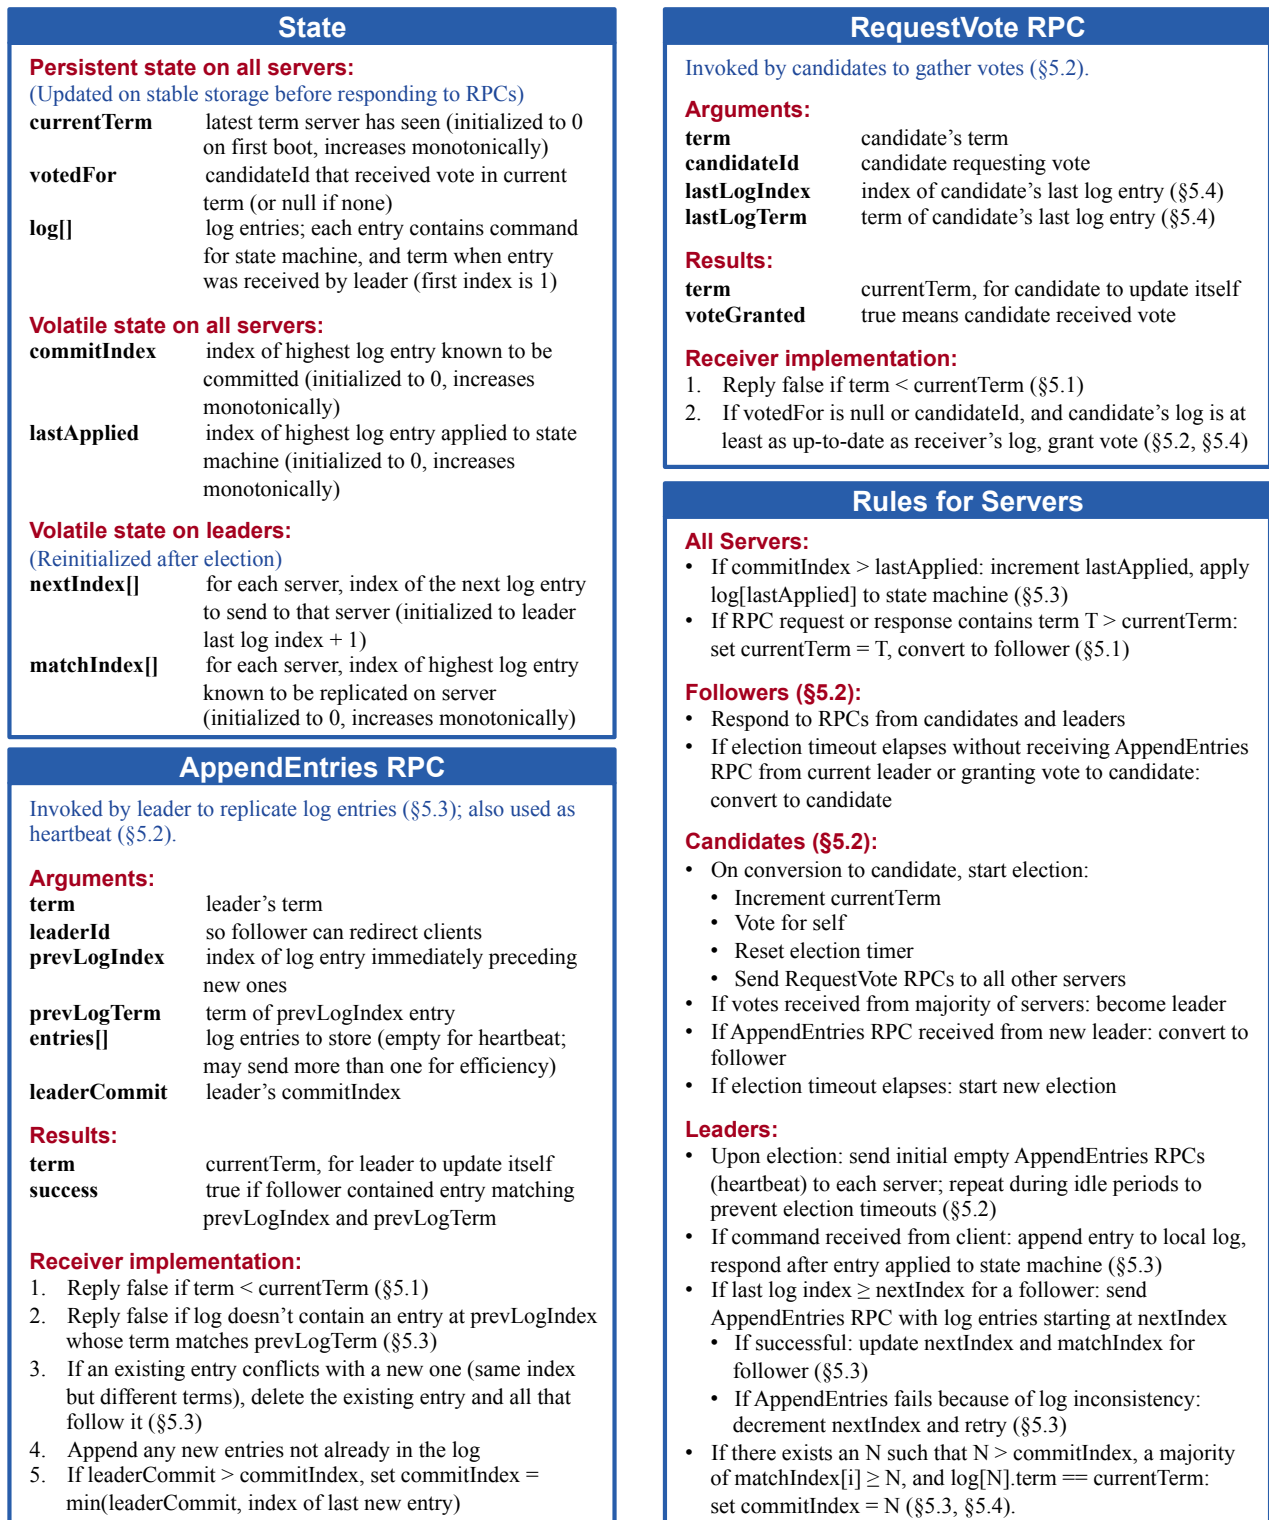 State
Persistent state on all servers:
(Updated on stable storage before responding to RPCs)
currentTerm latest term server has seen (initialized to 0
on first boot, increases monotonically)
votedFor candidateId that received vote in current
term (or null if none)
log[] log entries; each entry contains command
for state machine, and term when entry
was received by leader (first index is 1)
Volatile state on all servers:
commitIndex index of highest log entry known to be
committed (initialized to 0, increases
monotonically)
lastApplied index of highest log entry applied to state
machine (initialized to 0, increases
monotonically)
Volatile state on leaders:
(Reinitialized after election)
nextIndex[] for each server, index of the next log entry
to send to that server (initialized to leader
last log index + 1)
matchIndex[] for each server, index of highest log entry
known to be replicated on server
(initialized to 0, increases monotonically)
AppendEntries RPC
Invoked by leader to replicate log entries (§5.3); also used as
heartbeat (§5.2).
Arguments:
term leader's term
leaderId so follower can redirect clients
prevLogIndex index of log entry immediately preceding
new ones
prevLogTerm term of prevLogIndex entry
entries[] log entries to store (empty for heartbeat;
may send more than one for efficiency)
leaderCommit leader's commitIndex
Results:
term currentTerm, for leader to update itself
success true if follower contained entry matching
prevLogIndex and prevLogTerm
Receiver implementation:
1. Reply false if term < currentTerm (§5.1)
2. Reply false if log doesn't contain an entry at prevLogIndex
whose term matches prevLogTerm (§5.3)
3. If an existing entry conflicts with a new one (same index
but different terms), delete the existing entry and all that
follow it (§5.3)
4. Append any new entries not already in the log
5. If leaderCommit > commitIndex, set commitIndex =
min(leaderCommit, index of last new entry)
RequestVote RPC
Invoked by candidates to gather votes (§5.2).
Arguments:
term candidate's term
candidateId candidate requesting vote
lastLogIndex index of candidate's last log entry (§5.4)
lastLogTerm term of candidate's last log entry (§5.4)
Results:
term currentTerm, for candidate to update itself
voteGranted true means candidate received vote
Receiver implementation:
1. Reply false if term < currentTerm (§5.1)
2. If votedFor is null or candidateId, and candidate's log is at
least as up-to-date as receiver's log, grant vote (§5.2, §5.4)
Rules for Servers
All Servers:
• If commitIndex > lastApplied: increment lastApplied, apply
log[lastApplied] to state machine (§5.3)
• If RPC request or response contains term T > currentTerm:
set currentTerm = T, convert to follower (§5.1)
Followers (§5.2):
• Respond to RPCs from candidates and leaders
• If election timeout elapses without receiving AppendEntries
RPC from current leader or granting vote to candidate:
convert to candidate
Candidates (§5.2):
• On conversion to candidate, start election:
• Increment currentTerm
• Vote for self
• Reset election timer
• Send RequestVote RPCs to all other servers
• If votes received from majority of servers: become leader
• If AppendEntries RPC received from new leader: convert to
follower
• If election timeout elapses: start new election
Leaders:
• Upon election: send initial empty AppendEntries RPCs
(heartbeat) to each server; repeat during idle periods to
prevent election timeouts (§5.2)
• If command received from client: append entry to local log,
respond after entry applied to state machine (§5.3)
• If last log index ≥ nextIndex for a follower: send
AppendEntries RPC with log entries starting at nextIndex
• If successful: update nextIndex and matchIndex for
follower (§5.3)
• If AppendEntries fails because of log inconsistency:
decrement nextIndex and retry (§5.3)
• If there exists an N such that N > commitIndex, a majority
of matchIndex[i] ≥ N, and log[N].term == currentTerm:
set commitIndex = N (§5.3, §5.4).